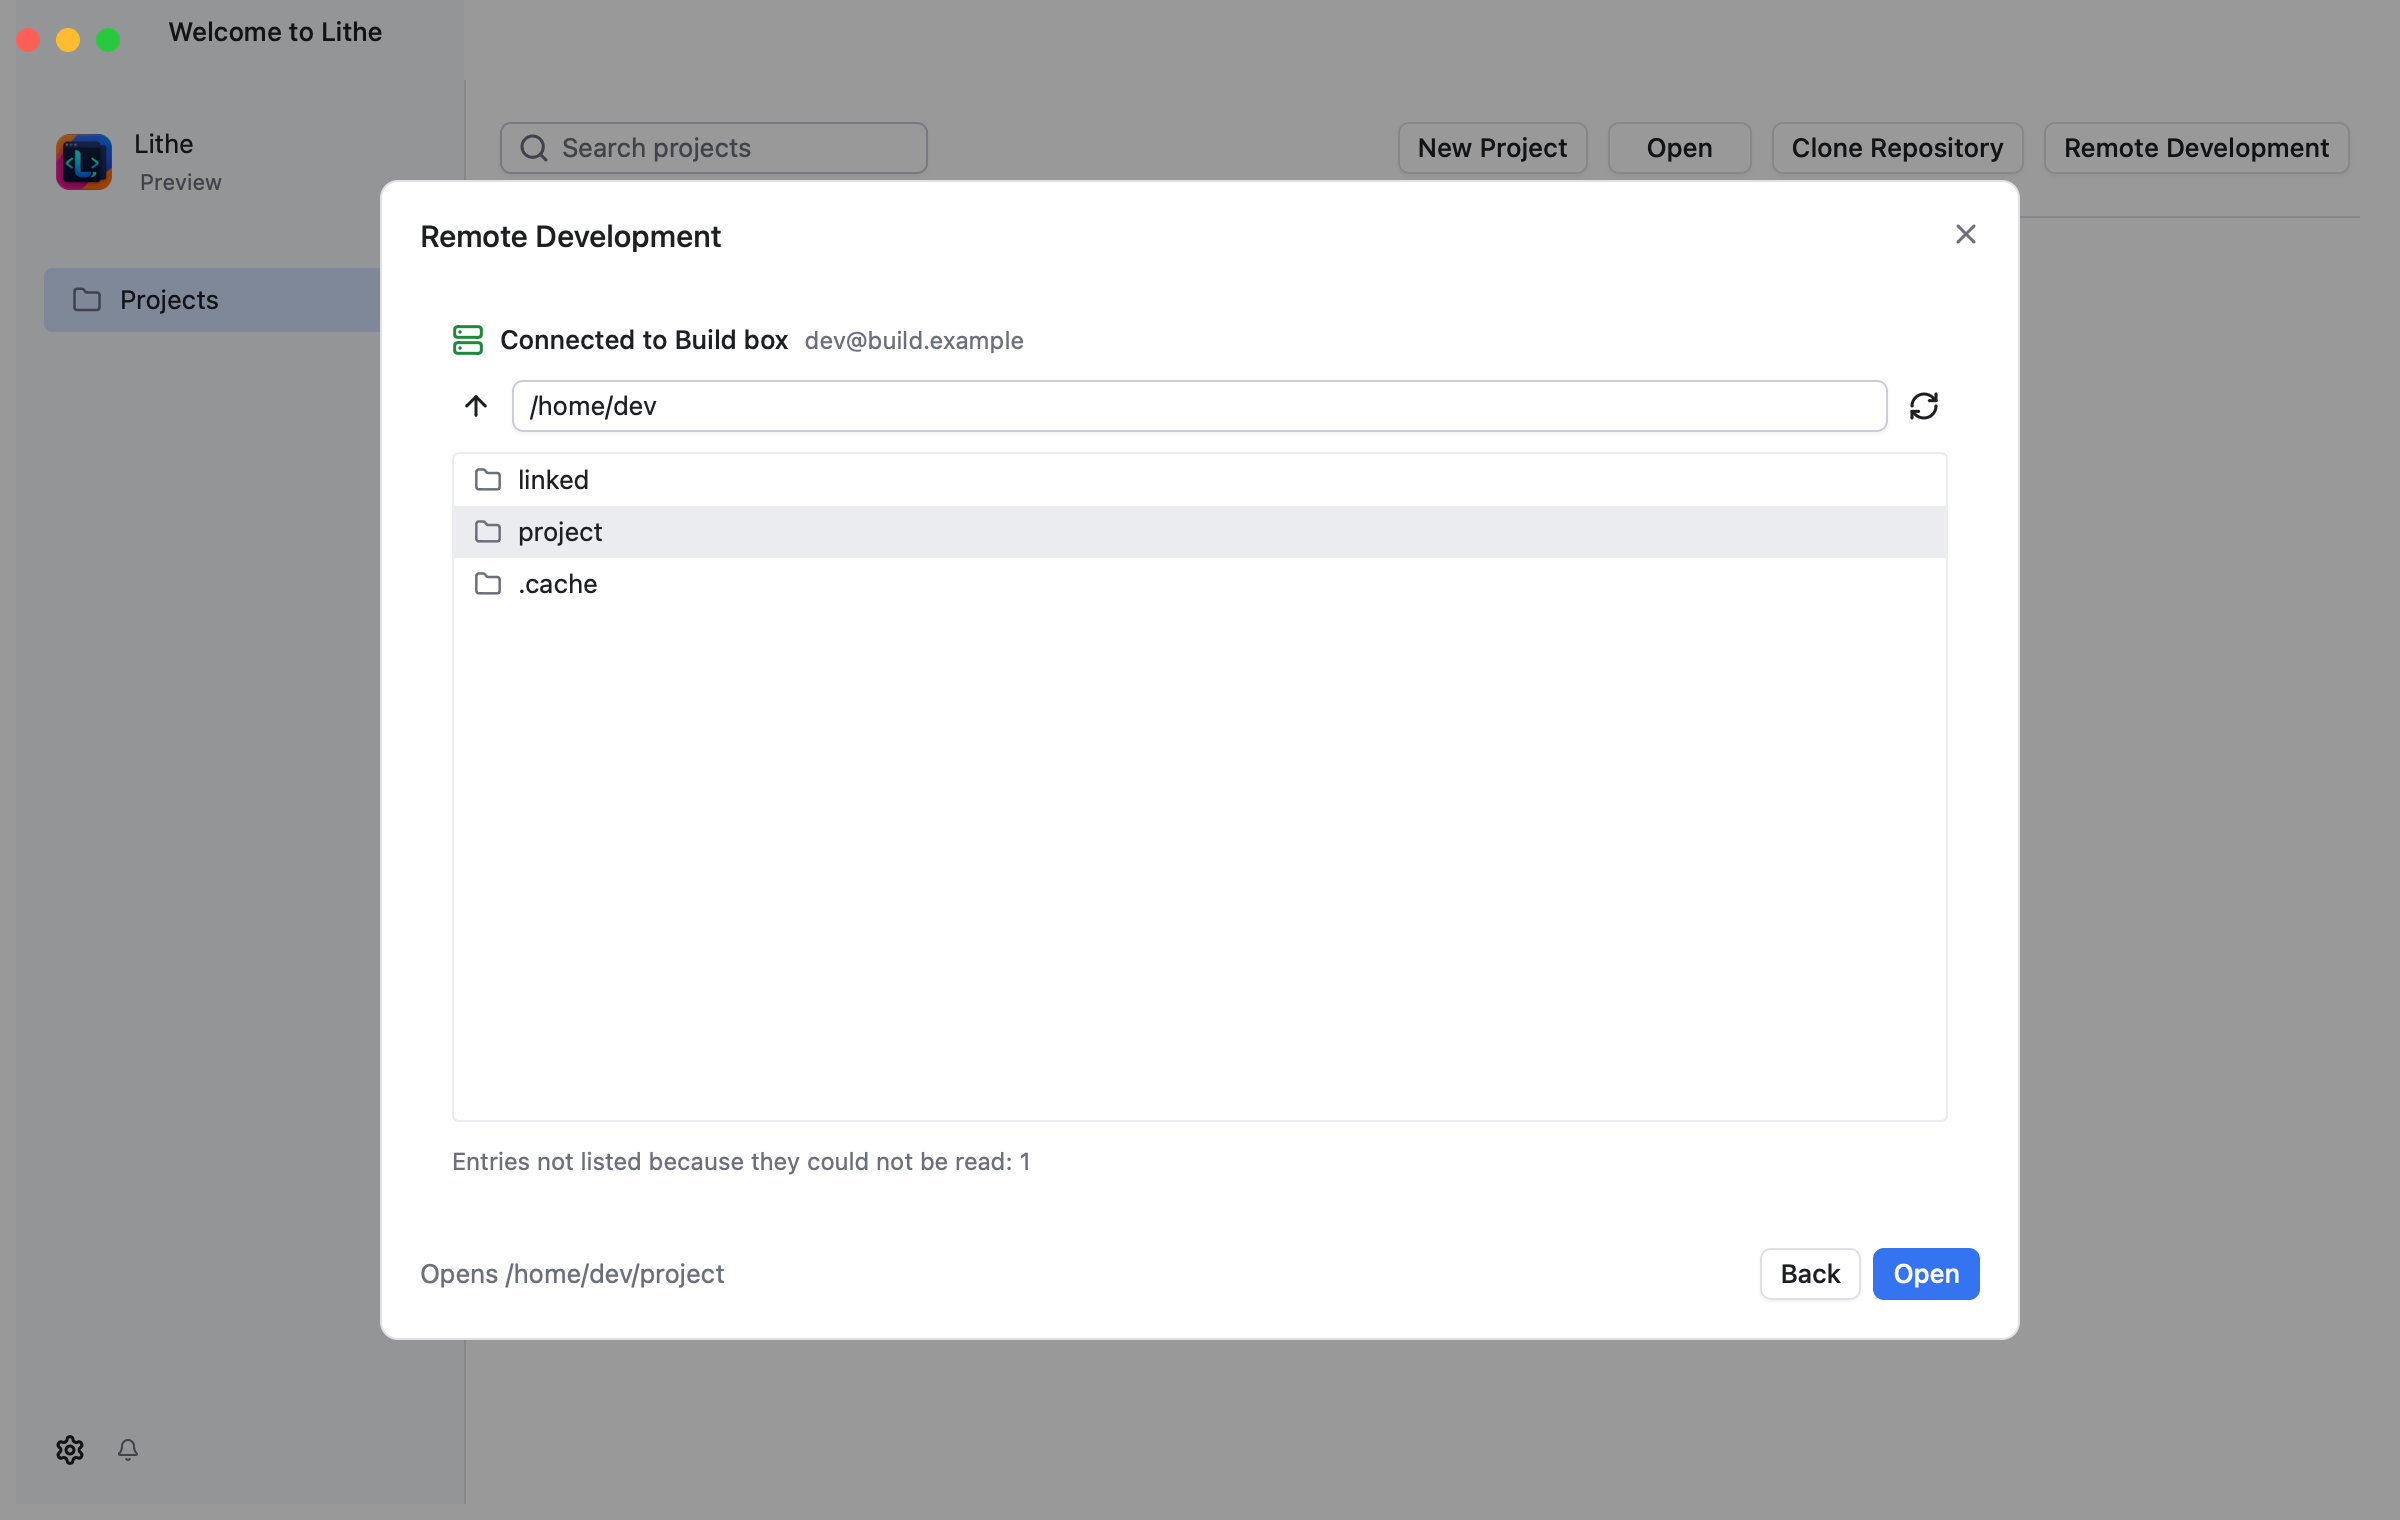 Welcome to Lithe
Lithe
Preview
Search projects
New Project
Open
Clone Repository
Remote Development
Projects
Remote Development
Connected to Build box dev@build.example
/home/dev
linked
project
.cache
Entries not listed because they could not be read: 1
Opens /home/dev/project
Back
Open